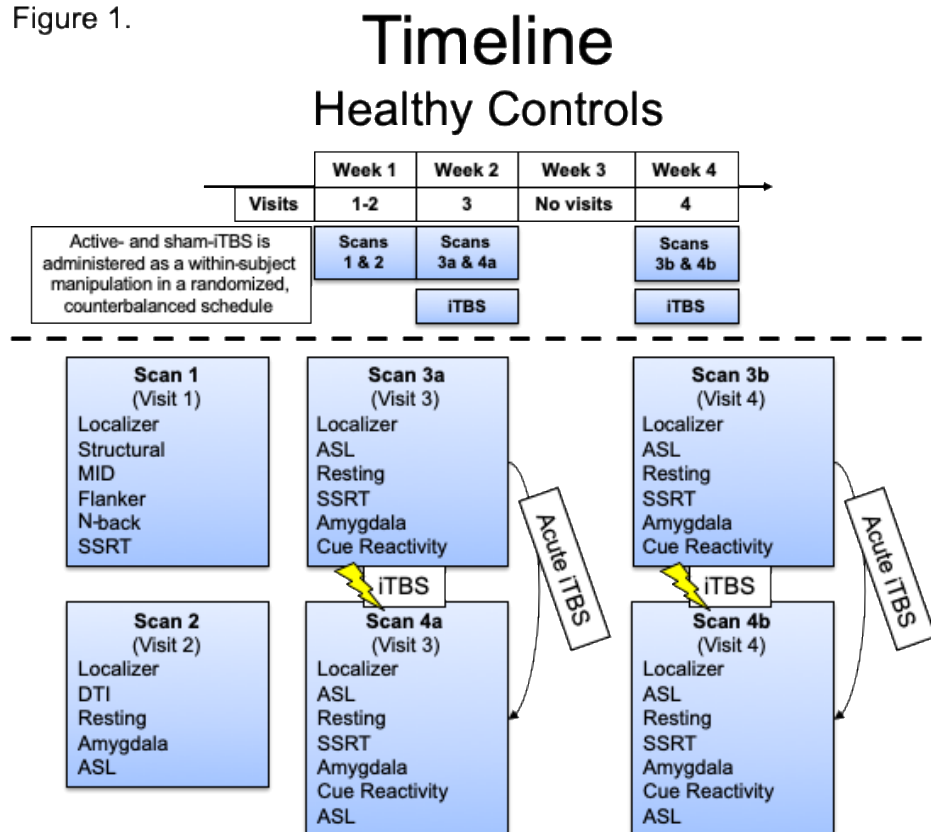 Figure 1.
Timeline
Healthy Controls
Week 1 Week 2 Week 3 Week 4
Visits 1-2 3 No visits 4
Active- and sham-iTBS is
administered as a within-subject
manipulation in a randomized,
counterbalanced schedule
Scans
1 & 2
Scans
3a & 4a
Scans
3b & 4b
iTBS
iTBS
Scan 1
(Visit 1)
Localizer
Structural
MID
Flanker
N-back
SSRT
Scan 3a
(Visit 3)
Localizer
ASL
Resting
SSRT
Amygdala
Cue Reactivity
Acute iTBS
Scan 3b
(Visit 4)
Localizer
ASL
Resting
SSRT
Amygdala
Cue Reactivity
Acute iTBS
iTBS
iTBS
Scan 2
(Visit 2)
Localizer
DTI
Resting
Amygdala
ASL
Scan 4a
(Visit 3)
Localizer
ASL
Resting
SSRT
Amygdala
Cue Reactivity
ASL
Scan 4b
(Visit 4)
Localizer
ASL
Resting
SSRT
Amygdala
Cue Reactivity
ASL